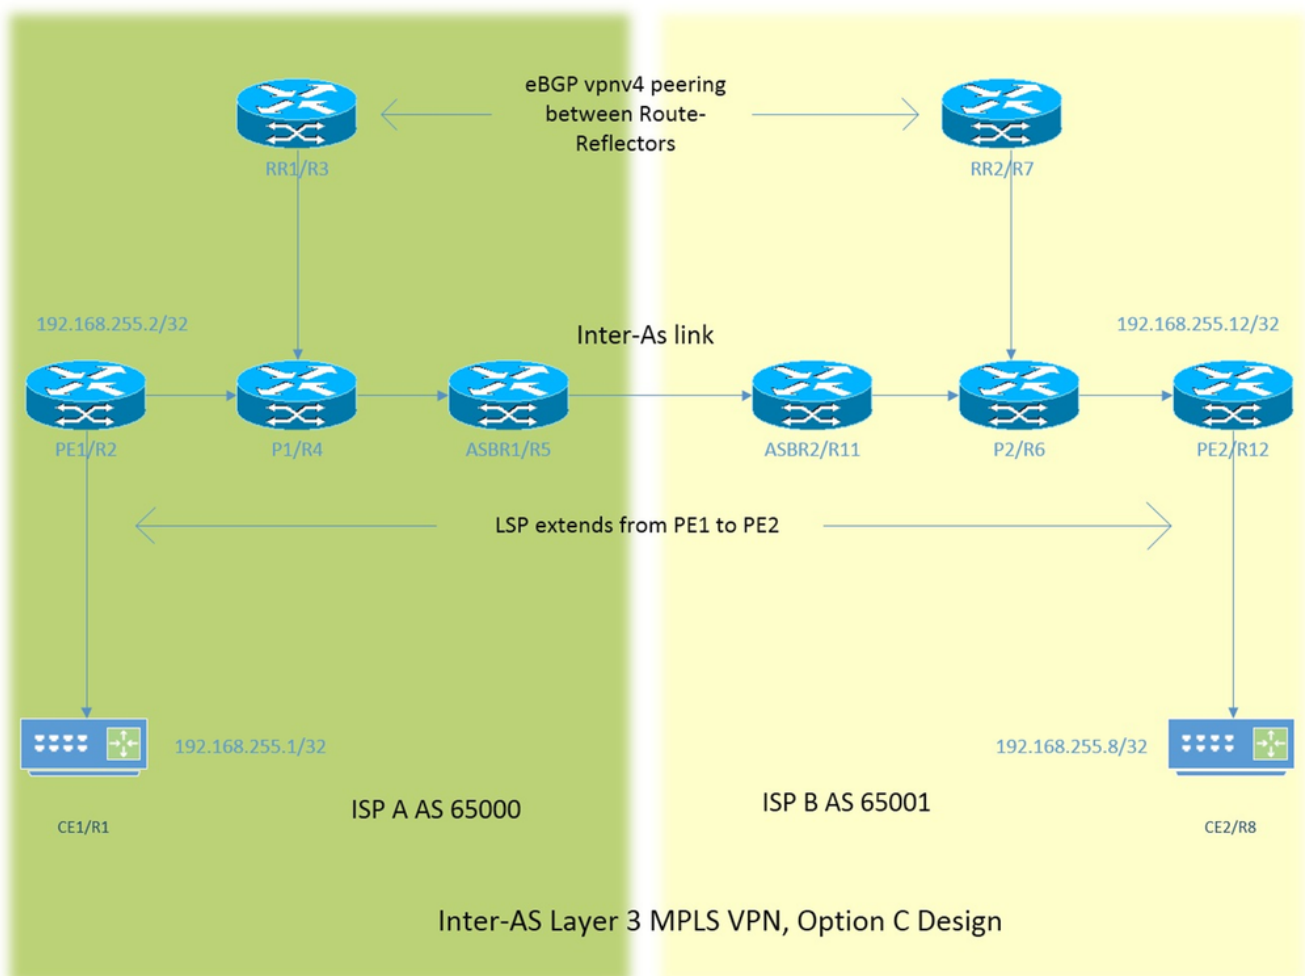 eBGP vpnv4 peering
between Route-
Reflectors
RR1/R3
RR2/R7
192.168.255.2/32
Inter-As link
192.168.255.12/32
PE1/R2
P1/R4
ASBR1/R5
ASBR2/R11
P2/R6
PE2/R12
LSP extends from PE1 to PE2
192.168.255.1/32
192.168.255.8/32
ISP A AS 65000
ISP B AS 65001
CE1/R1
CE2/R8
Inter-AS Layer 3 MPLS VPN, Option C Design